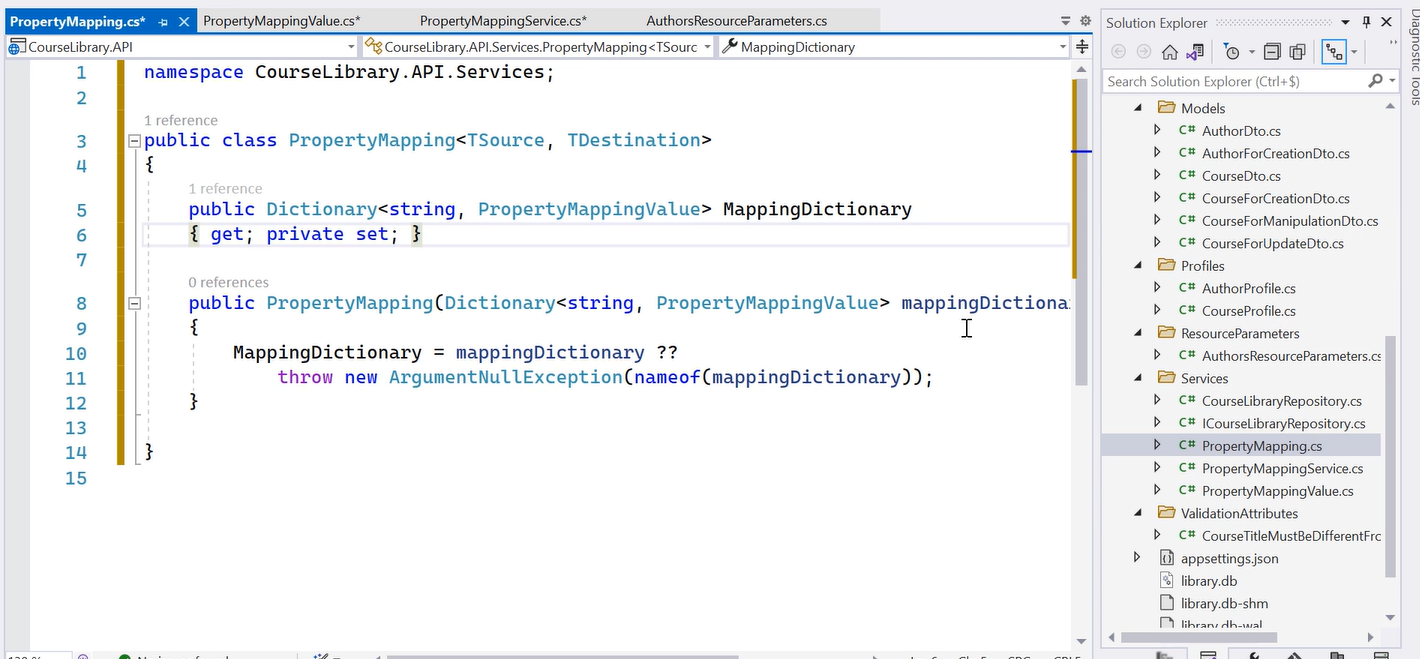 PropertyMapping.cs*
PropertyMappingValue.cs*
PropertyMappingService.cs*
AuthorsResourceParameters.cs
CourseLibrary.API
CourseLibrary.API.Services.PropertyMapping<TSourc
MappingDictionary
1 namespace CourseLibrary.API.Services;
2
1 reference
3 public class PropertyMapping<TSource, TDestination>
4 {
1 reference
5 public Dictionary<string, PropertyMappingValue> MappingDictionary
6 { get; private set; }
7
0 references
8 public PropertyMapping(Dictionary<string, PropertyMappingValue> mappingDictiona
9 {
10 MappingDictionary = mappingDictionary ??
11 throw new ArgumentNullException(nameof(mappingDictionary));
12 }
13
14 }
15
Solution Explorer
Search Solution Explorer (Ctrl+$)
Models
C# AuthorDto.cs
C# AuthorForCreationDto.cs
C# CourseDto.cs
C# CourseForCreationDto.cs
C# CourseForManipulationDto.cs
C# CourseForUpdateDto.cs
Profiles
C# AuthorProfile.cs
C# CourseProfile.cs
ResourceParameters
C# AuthorsResourceParameters.cs
Services
C# CourseLibraryRepository.cs
C# ICourseLibraryRepository.cs
C# PropertyMapping.cs
C# PropertyMappingService.cs
C# PropertyMappingValue.cs
ValidationAttributes
C# CourseTitleMustBeDifferentFrc
appsettings.json
library.db
library.db-shm
library.db-wal
Diagnostic Tools